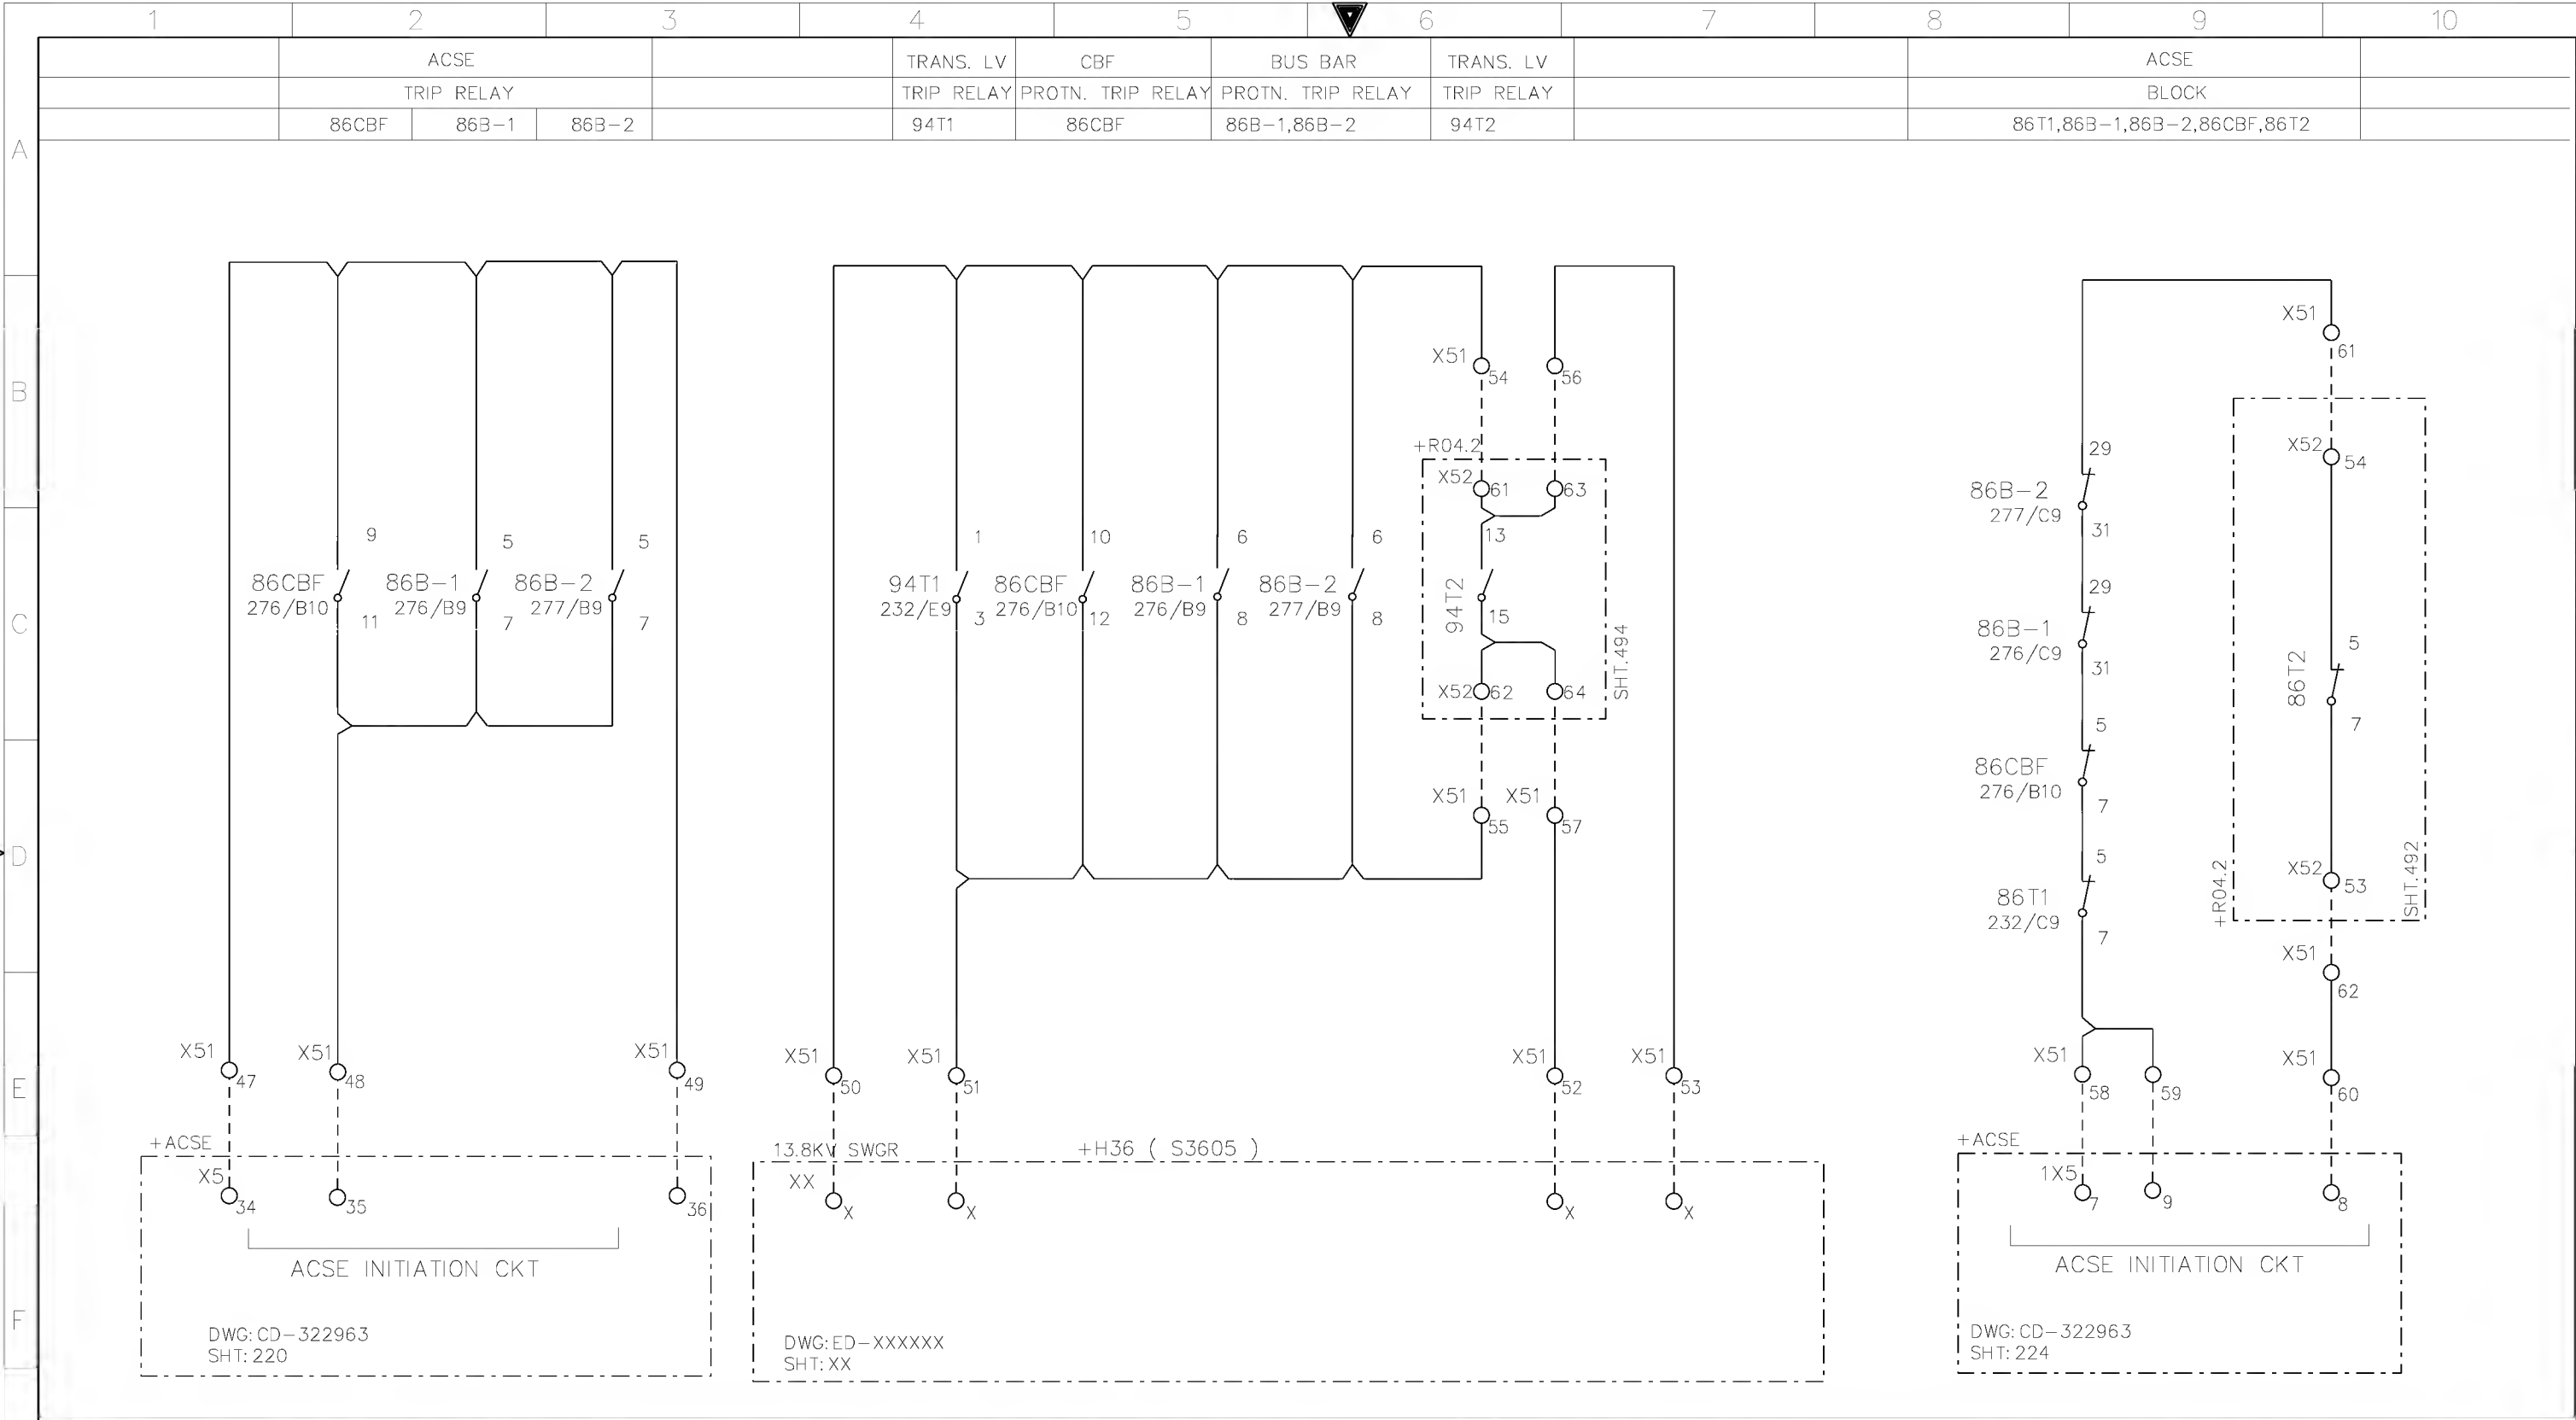 1 2 3 4 5 6 7 8 9 10
ACSE TRANS. LV CBF BUS BAR TRANS. LV ACSE
TRIP RELAY TRIP RELAY PROTN. TRIP RELAY PROTN. TRIP RELAY TRIP RELAY BLOCK
86CBF 86B-1 86B-2 94T1 86CBF 86B-1,86B-2 94T2 86T1,86B-1,86B-2,86CBF,86T2
A
B
C
D
E
F
9
86CBF
276/B10
11
5
86B-1
276/B9
7
5
86B-2
277/B9
7
X51
47
X51
48
X51
49
+ACSE
X5
34
35
36
ACSE INITIATION CKT
DWG: CD-322963
SHT: 220
1
94T1
232/E9
3
10
86CBF
276/B10
12
6
86B-1
276/B9
8
6
86B-2
277/B9
8
X51
54
56
+R04.2
X52
61
63
13
94T2
15
X52
62
64
SHT.494
X51
55
X51
57
X51
50
X51
51
X51
52
X51
53
13.8KV SWGR
+H36 ( S3605 )
XX
X
X
X
X
DWG: ED-XXXXXX
SHT: XX
29
86B-2
277/C9
31
29
86B-1
276/C9
31
5
86CBF
276/B10
7
5
86T1
232/C9
7
X51
61
X52
54
5
86T2
7
X52
53
+R04.2
SHT.492
X51
62
X51
58
59
X51
60
+ACSE
1X5
7
9
8
ACSE INITIATION CKT
DWG: CD-322963
SHT: 224